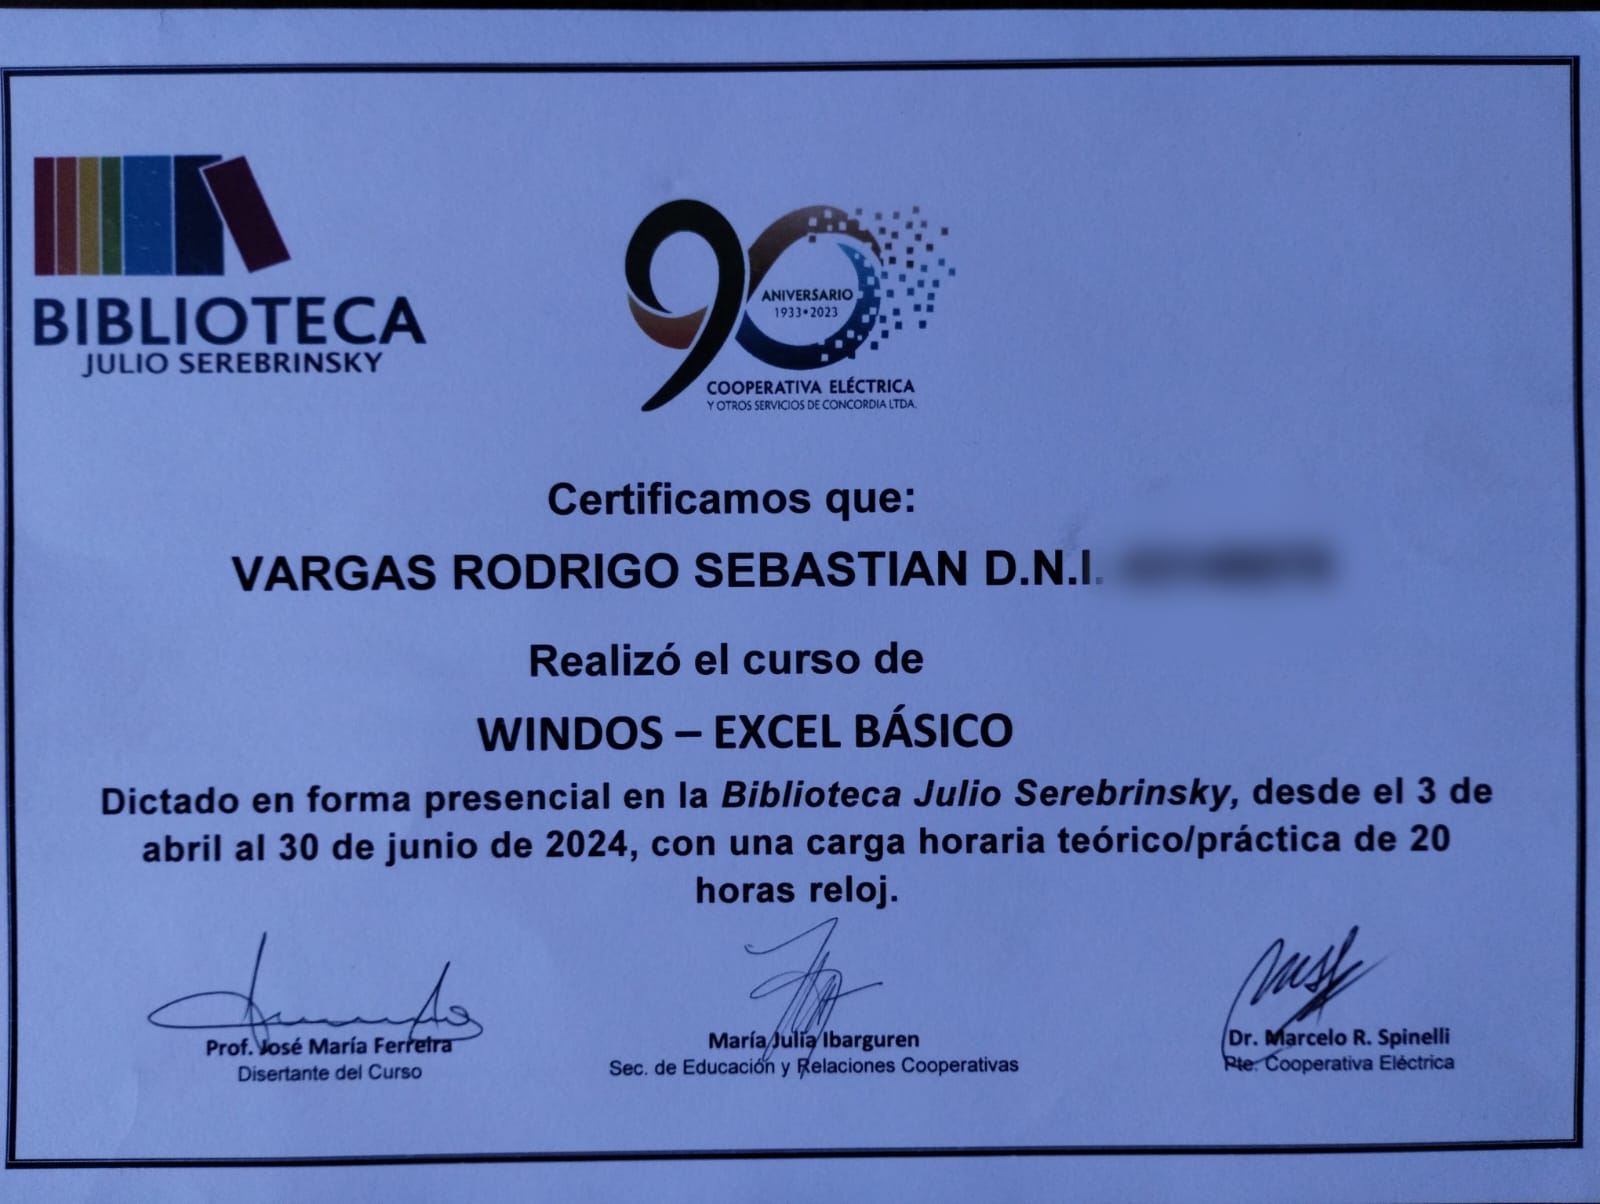 BIBLIOTECA
JULIO SEREBRINSKY
90
ANIVERSARIO
1933•2023
COOPERATIVA ELÉCTRICA
Y OTROS SERVICIOS DE CONCORDIA LTDA.
Certificamos que:
VARGAS RODRIGO SEBASTIAN D.N.I.
Realizó el curso de
WINDOS – EXCEL BÁSICO
Dictado en forma presencial en la Biblioteca Julio Serebrinsky, desde el 3 de
abril al 30 de junio de 2024, con una carga horaria teórico/práctica de 20
horas reloj.
Prof. José María Ferreira
Disertante del Curso
María Julia Ibarguren
Sec. de Educación y Relaciones Cooperativas
Dr. Marcelo R. Spinelli
Pte. Cooperativa Eléctrica